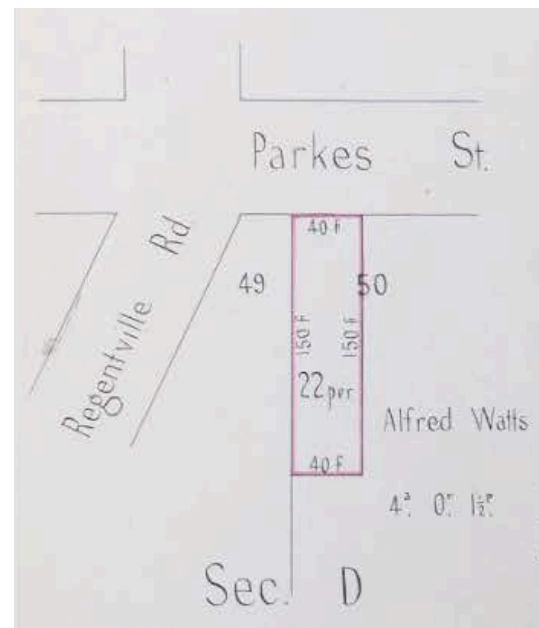 Parkes St.
40 f
Regentville Rd
49
50
150 f
150 f
22 per
Alfred Watts
40 f
4ᵃ. 0ʳ. 1½ᵖ.
Sec. D